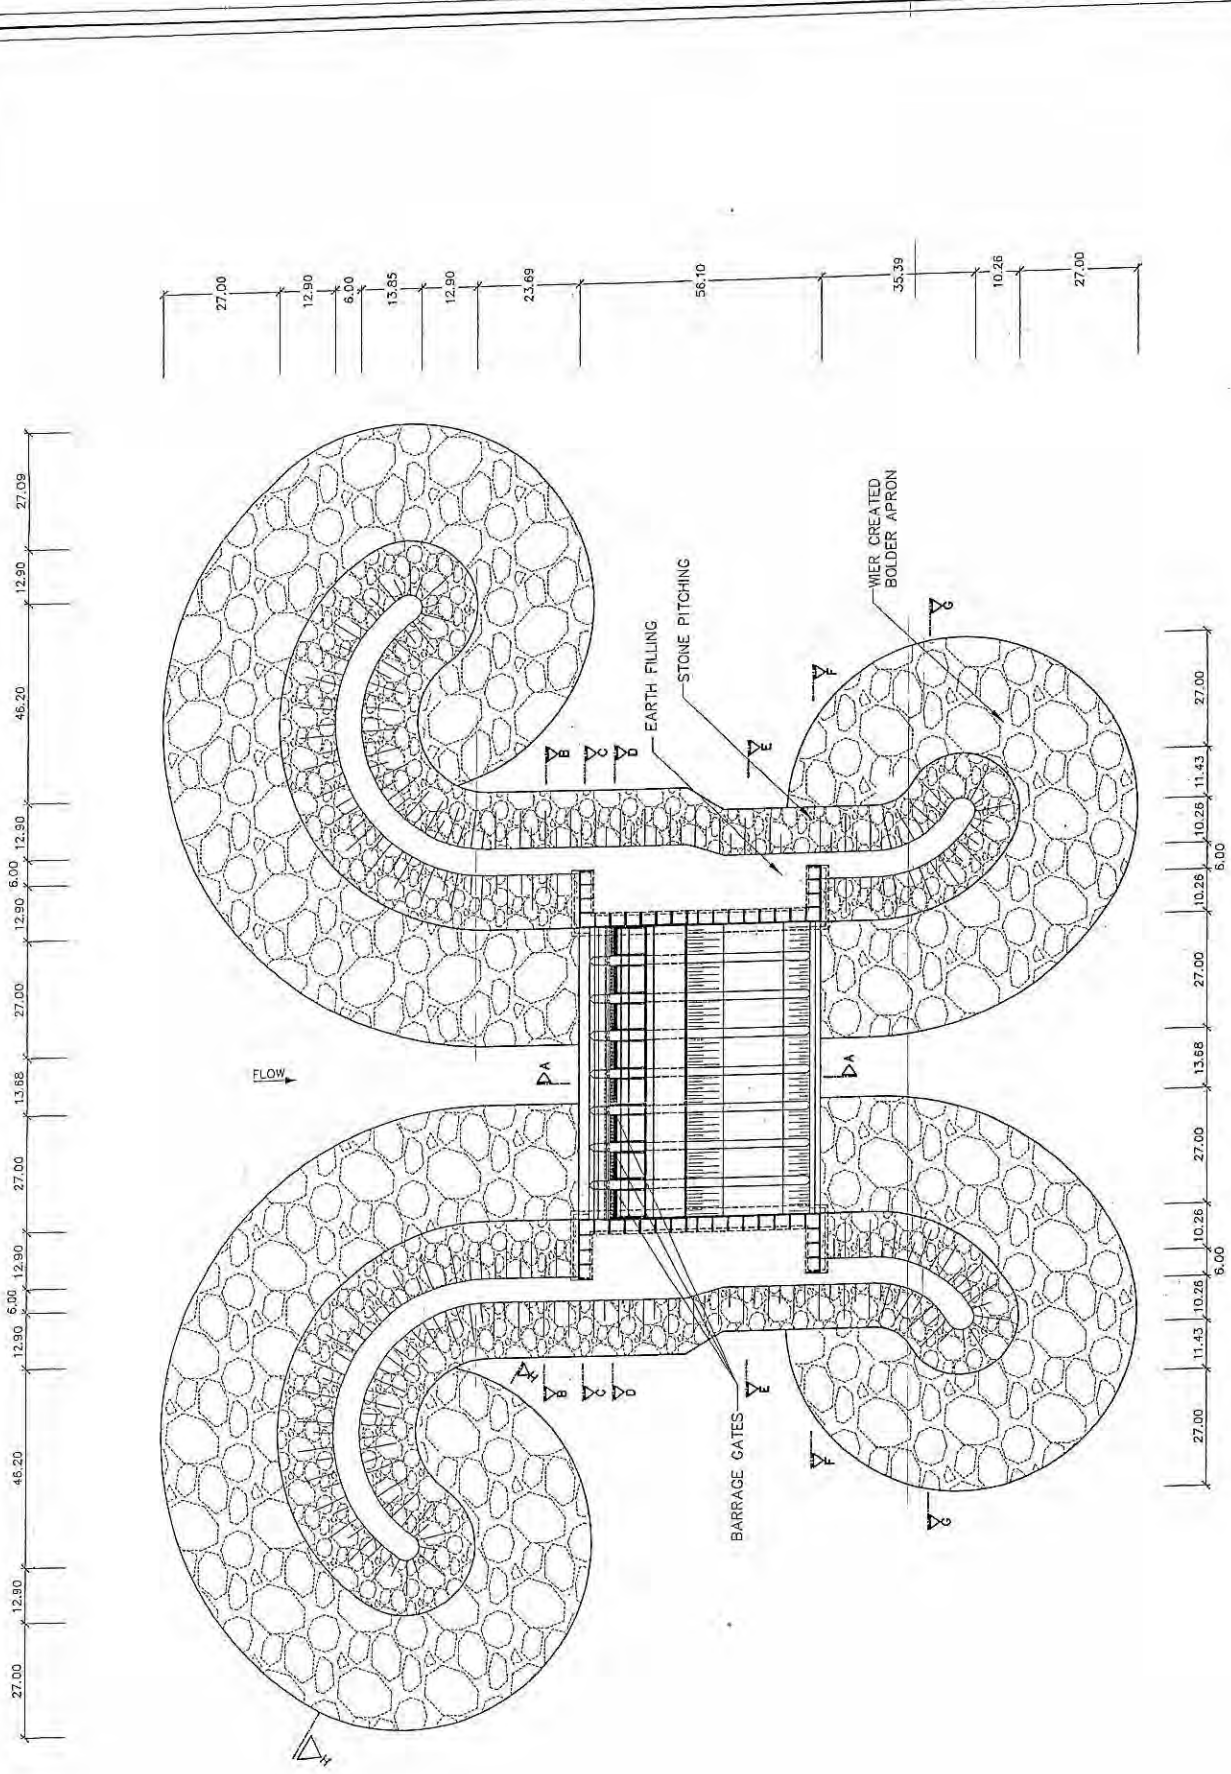 27.00
12.90
6.00
13.85
12.90
23.69
56.10
35.39
10.26
27.00
27.09
12.90
46.20
12.90
6.00
12.90
27.00
13.68
27.00
12.90
6.00
12.90
46.20
12.90
27.00
FLOW
WIER CREATED
BOLDER APRON
STONE PITCHING
EARTH FILLING
BARRAGE GATES
A
A
B
C
D
E
F
G
H
B
C
D
E
F
G
H
27.00
11.43
10.26
6.00
10.26
27.00
13.68
27.00
10.26
6.00
10.26
11.43
27.00